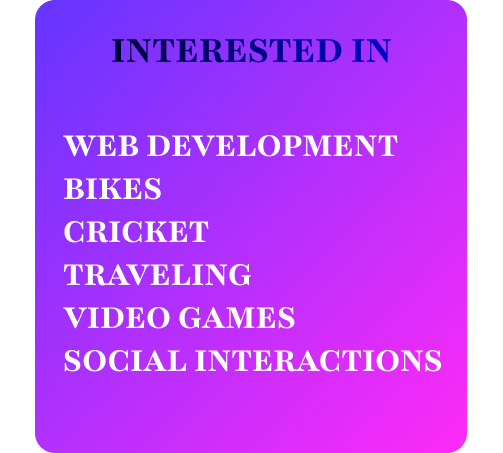 INTERESTED IN
WEB DEVELOPMENT
BIKES
CRICKET
TRAVELING
VIDEO GAMES
SOCIAL INTERACTIONS